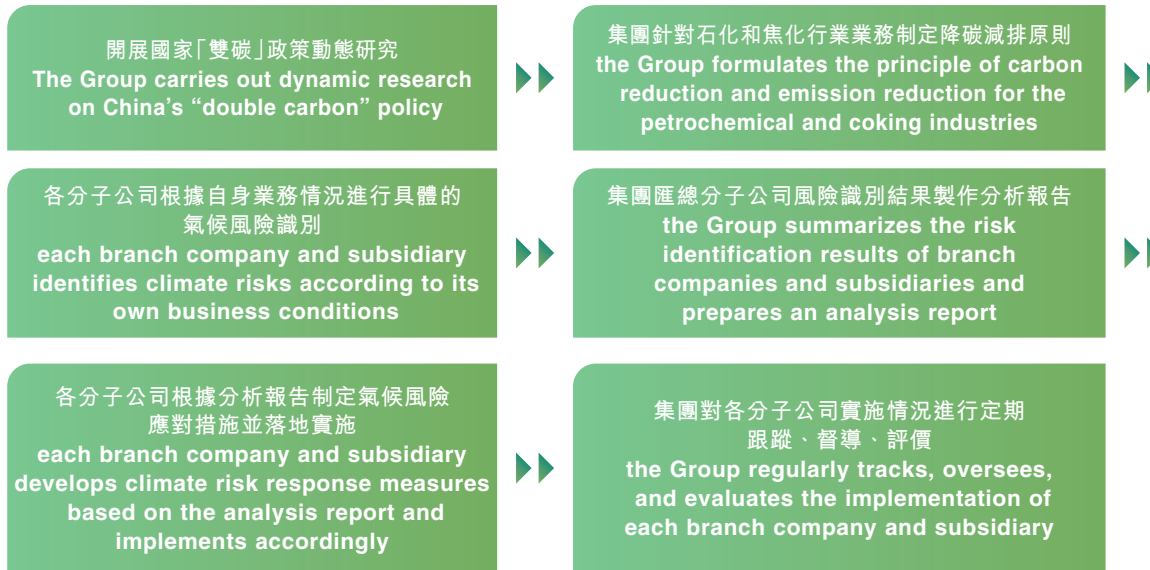 開展國家「雙碳」政策動態研究
The Group carries out dynamic research
on China’s “double carbon” policy
集團針對石化和焦化行業業務制定降碳減排原則
the Group formulates the principle of carbon
reduction and emission reduction for the
petrochemical and coking industries
各分子公司根據自身業務情況進行具體的
氣候風險識別
each branch company and subsidiary
identifies climate risks according to its
own business conditions
集團匯總分子公司風險識別結果製作分析報告
the Group summarizes the risk
identification results of branch
companies and subsidiaries and
prepares an analysis report
各分子公司根據分析報告制定氣候風險
應對措施並落地實施
each branch company and subsidiary
develops climate risk response measures
based on the analysis report and
implements accordingly
集團對各分子公司實施情況進行定期
跟蹤、督導、評價
the Group regularly tracks, oversees,
and evaluates the implementation of
each branch company and subsidiary